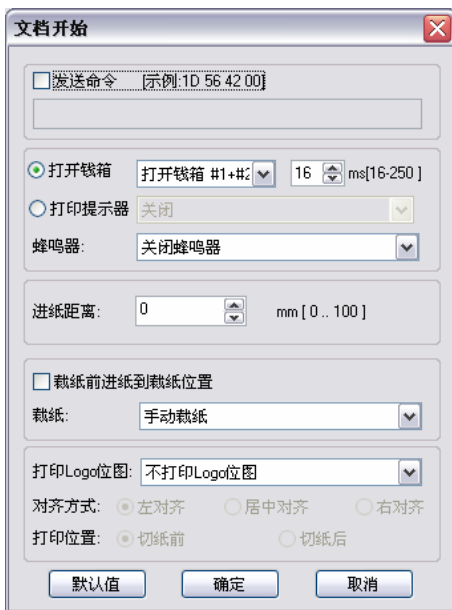 文档开始
发送命令 [示例:1D 56 42 00]
打开钱箱 打开钱箱 #1+#2 16 ms[16-250 ]
打印提示器 关闭
蜂鸣器: 关闭蜂鸣器
进纸距离: 0 mm [ 0 .. 100 ]
裁纸前进纸到裁纸位置
裁纸: 手动裁纸
打印Logo位图: 不打印Logo位图
对齐方式: 左对齐 居中对齐 右对齐
打印位置: 切纸前 切纸后
默认值 确定 取消